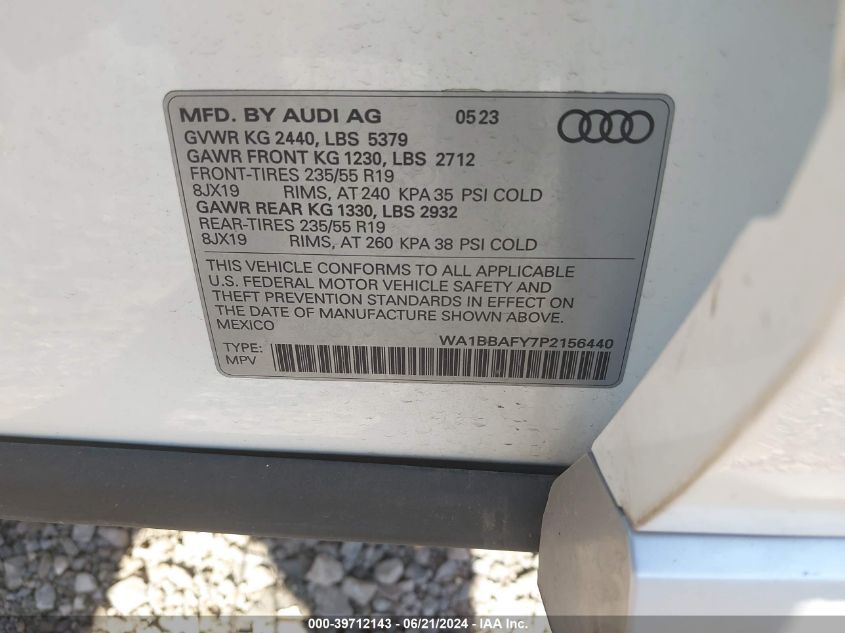 MFD. BY AUDI AG 05 23
GVWR KG 2440, LBS 5379
GAWR FRONT KG 1230, LBS 2712
FRONT-TIRES 235/55 R19
8JX19 RIMS, AT 240 KPA 35 PSI COLD
GAWR REAR KG 1330, LBS 2932
REAR-TIRES 235/55 R19
8JX19 RIMS, AT 260 KPA 38 PSI COLD
THIS VEHICLE CONFORMS TO ALL APPLICABLE
U.S. FEDERAL MOTOR VEHICLE SAFETY AND
THEFT PREVENTION STANDARDS IN EFFECT ON
THE DATE OF MANUFACTURE SHOWN ABOVE.
MEXICO
WA1BBAFY7P2156440
TYPE:
MPV
000-39712143 - 06/21/2024 - IAA Inc.